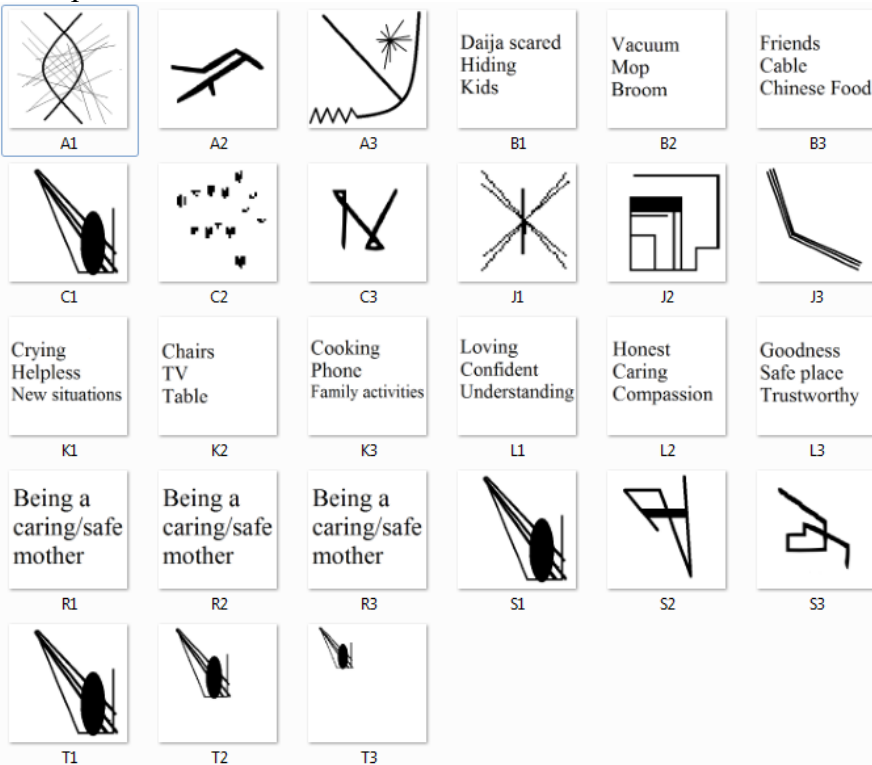 Daija scared
Hiding
Kids
Vacuum
Mop
Broom
Friends
Cable
Chinese Food
A1
A2
A3
B1
B2
B3
C1
C2
C3
J1
J2
J3
Crying
Helpless
New situations
Chairs
TV
Table
Cooking
Phone
Family activities
Loving
Confident
Understanding
Honest
Caring
Compassion
Goodness
Safe place
Trustworthy
K1
K2
K3
L1
L2
L3
Being a
caring/safe
mother
Being a
caring/safe
mother
Being a
caring/safe
mother
R1
R2
R3
S1
S2
S3
T1
T2
T3